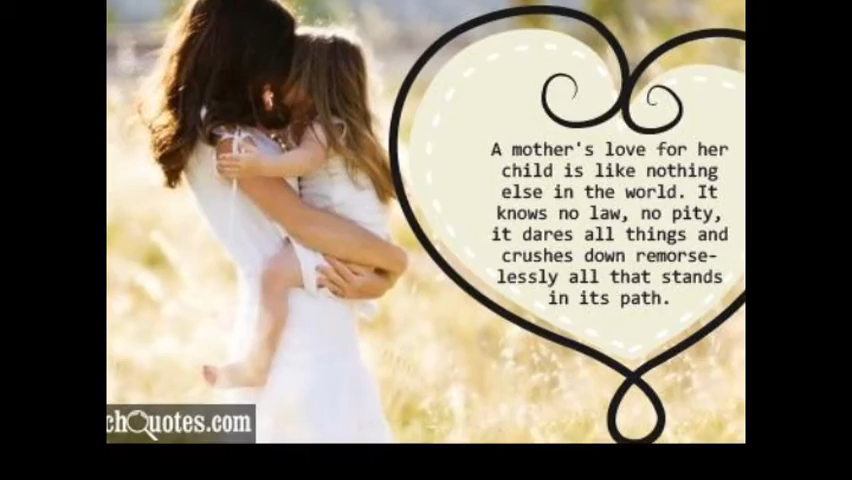 A mother's love for her
child is like nothing
else in the world. It
knows no law, no pity,
it dares all things and
crushes down remorse-
lessly all that stands
in its path.
chQuotes.com